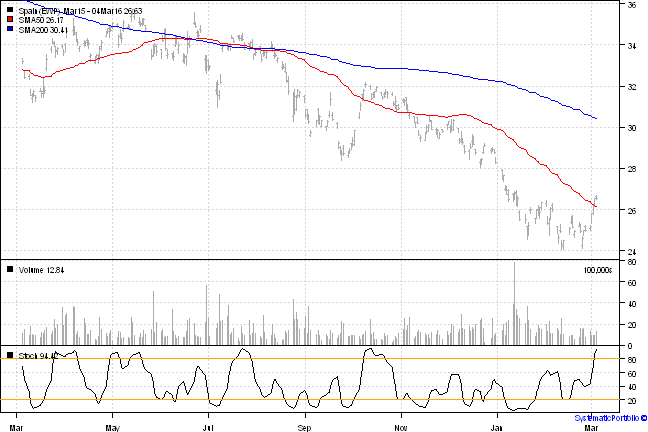 Spain (EWP) Mar15 - 04Mar16 26.63
SMA50 26.17
SMA200 30.41
36
34
32
30
28
26
24
Volume 12.84
100,000s
80
60
40
20
0
Stoch
80
60
40
20
Mar May Jul Sep Nov Jan Mar
SystematicPortfolio ©